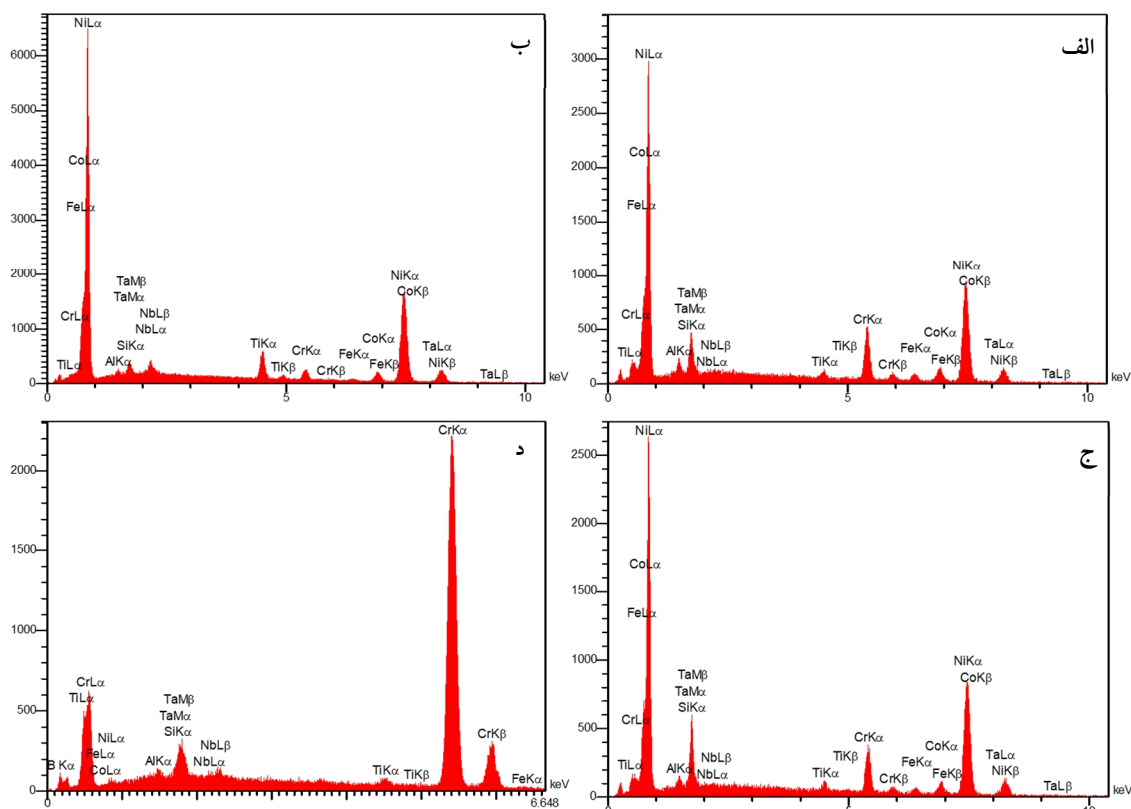 الف
NiLα
3000
2500
CoLα
2000
FeLα
1500
1000
NiKα
CoKβ
TaMβ
TaMα
SiKα
CrLα
CrKα
500
TiLα
AlKα
NbLβ
NbLα
TiKα
TiKβ
CrKβ
FeKα
CoKα
FeKβ
TaLα
NiKβ
TaLβ
0
0
5
10
keV
ب
NiLα
6000
5000
CoLα
4000
FeLα
3000
2000
NiKα
CoKβ
TaMβ
TaMα
NbLβ
NbLα
CrLα
1000
SiKα
TiLα
AlKα
TiKα
TiKβ
CrKα
CrKβ
FeKα
CoKα
FeKβ
TaLα
NiKβ
TaLβ
0
0
5
10
keV
ج
NiLα
2500
2000
CoLα
1500
FeLα
1000
NiKα
CoKβ
TaMβ
TaMα
SiKα
CrLα
500
TiLα
AlKα
NbLβ
NbLα
TiKα
TiKβ
CrKα
CrKβ
FeKα
CoKα
FeKβ
TaLα
NiKβ
TaLβ
0
0
5
10
keV
د
CrKα
2000
1500
1000
CrLα
TiLα
500
NiLα
FeLα
CoLα
B Kα
TaMβ
TaMα
SiKα
AlKα
NbLβ
NbLα
TiKα
TiKβ
CrKβ
FeKα
0
0
6.648
keV